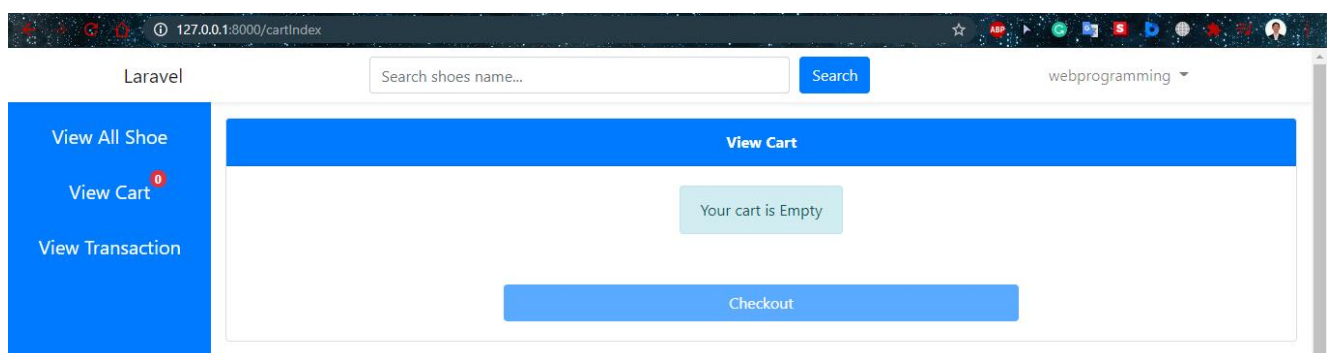 127.0.0.1:8000/cartIndex
ABP
S
Laravel
Search shoes name...
Search
webprogramming
View All Shoe
View Cart
0
View Transaction
View Cart
Your cart is Empty
Checkout